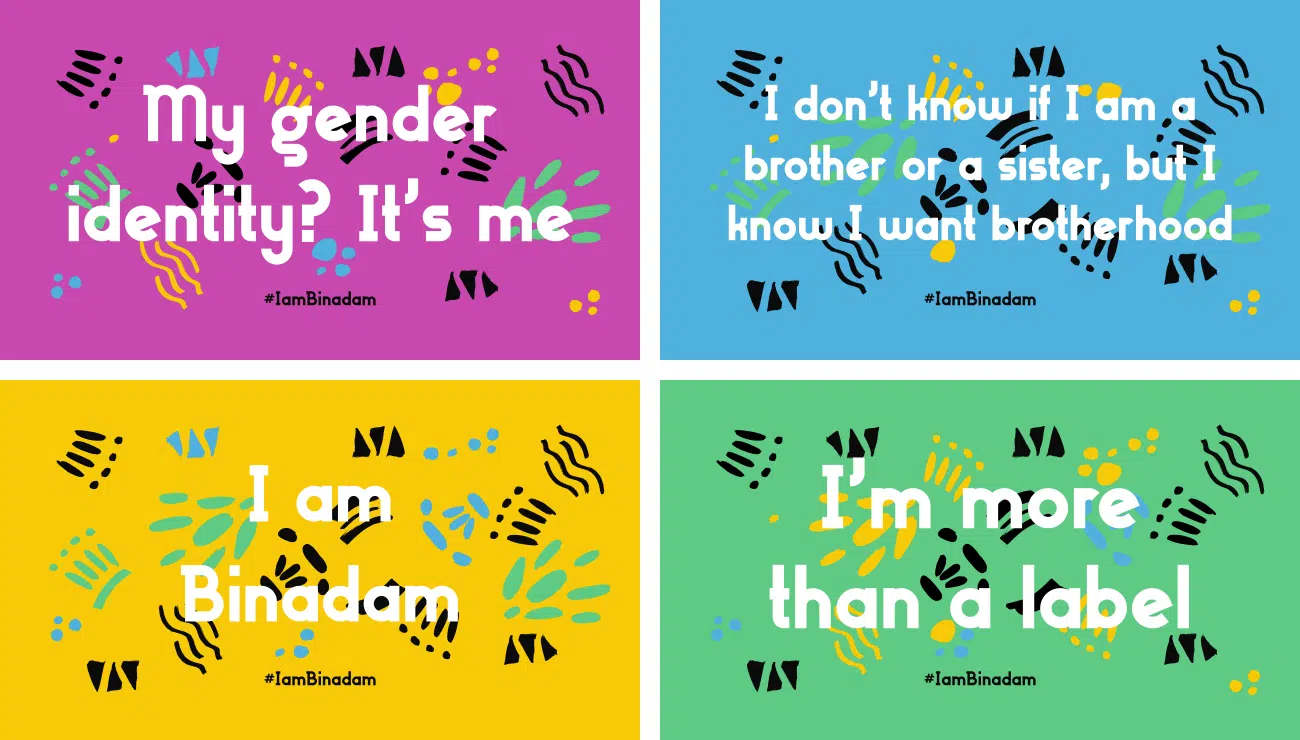 My gender
identity? It's me
#IamBinadam
I don't know if I am a
brother or a sister, but I
know I want brotherhood
#IamBinadam
I am
Binadam
#IamBinadam
I'm more
than a label
#IamBinadam